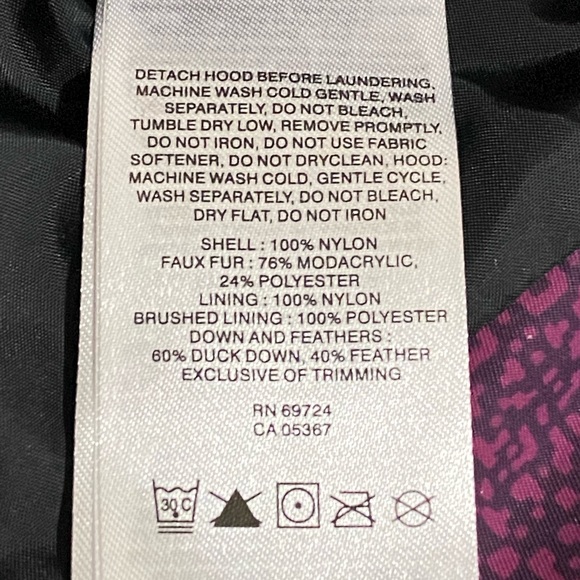 DETACH HOOD BEFORE LAUNDERING,
MACHINE WASH COLD GENTLE, WASH
SEPARATELY, DO NOT BLEACH,
TUMBLE DRY LOW, REMOVE PROMPTLY,
DO NOT IRON, DO NOT USE FABRIC
SOFTENER, DO NOT DRYCLEAN, HOOD:
MACHINE WASH COLD, GENTLE CYCLE,
WASH SEPARATELY, DO NOT BLEACH,
DRY FLAT, DO NOT IRON
SHELL : 100% NYLON
FAUX FUR : 76% MODACRYLIC,
24% POLYESTER
LINING : 100% NYLON
BRUSHED LINING : 100% POLYESTER
DOWN AND FEATHERS :
60% DUCK DOWN, 40% FEATHER
EXCLUSIVE OF TRIMMING
RN 69724
CA 05367
30 C